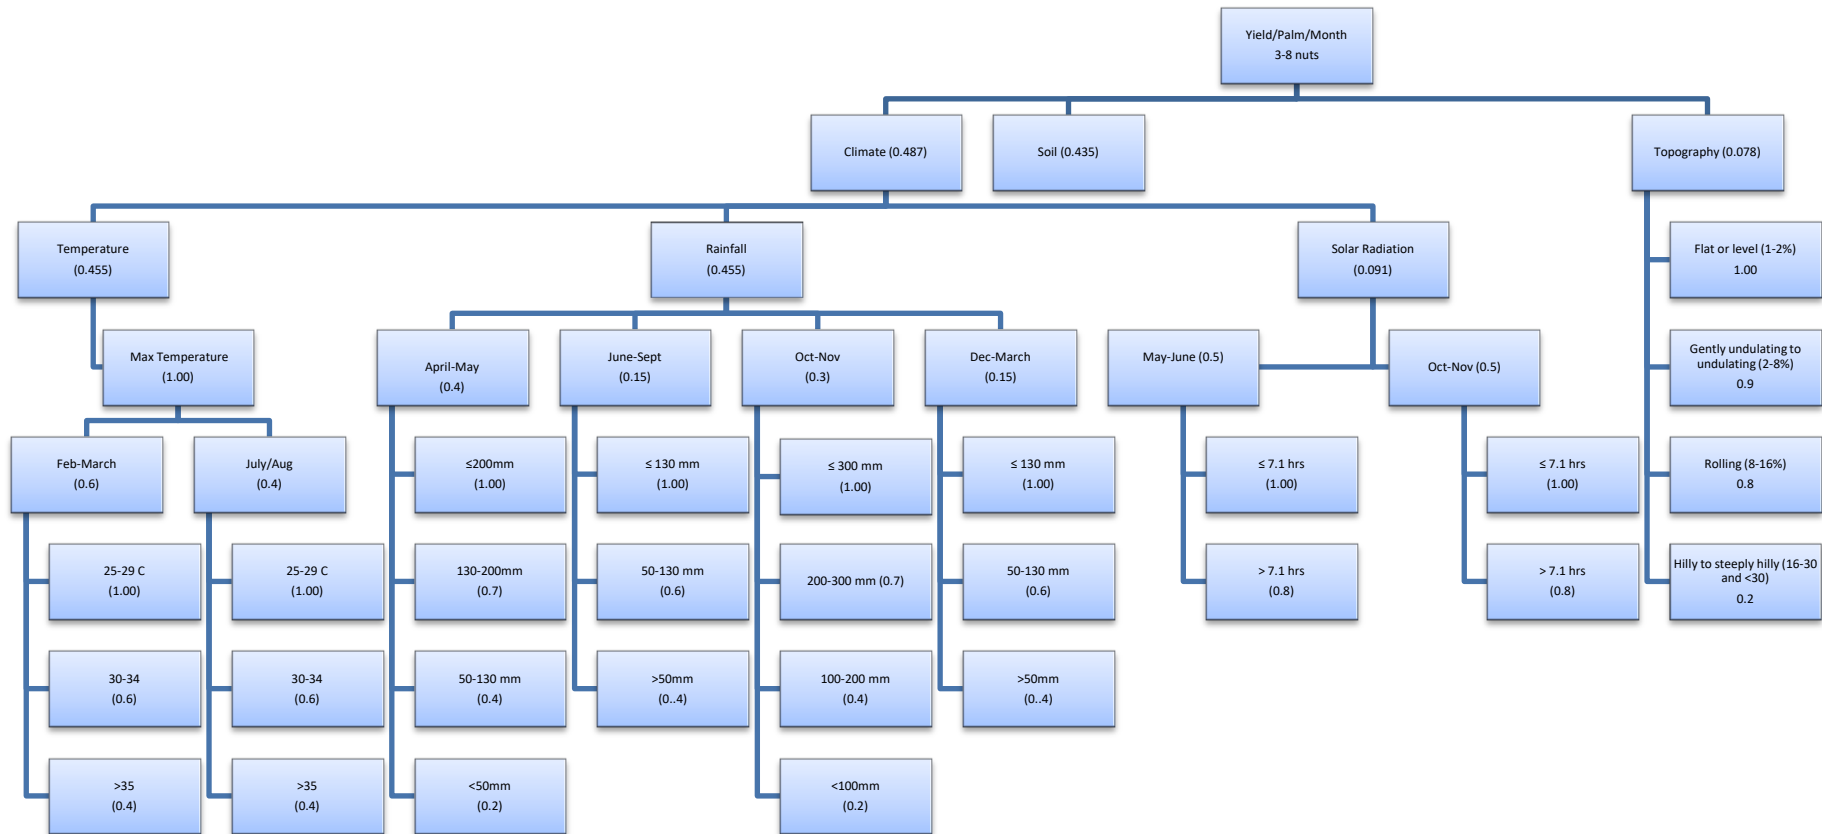 Yield/Palm/Month
3-8 nuts
Climate (0.487)
Soil (0.435)
Topography (0.078)
Temperature
(0.455)
Rainfall
(0.455)
Solar Radiation
(0.091)
Flat or level (1-2%)
1.00
Max Temperature
(1.00)
April-May
(0.4)
June-Sept
(0.15)
Oct-Nov
(0.3)
Dec-March
(0.15)
May-June (0.5)
Oct-Nov (0.5)
Gently undulating to
undulating (2-8%)
0.9
Feb-March
(0.6)
July/Aug
(0.4)
≤200mm
(1.00)
≤ 130 mm
(1.00)
≤ 300 mm
(1.00)
≤ 130 mm
(1.00)
≤ 7.1 hrs
(1.00)
≤ 7.1 hrs
(1.00)
Rolling (8-16%)
0.8
25-29 C
(1.00)
25-29 C
(1.00)
130-200mm
(0.7)
50-130 mm
(0.6)
200-300 mm (0.7)
50-130 mm
(0.6)
> 7.1 hrs
(0.8)
> 7.1 hrs
(0.8)
Hilly to steeply hilly (16-30
and <30)
0.2
30-34
(0.6)
30-34
(0.6)
50-130 mm
(0.4)
>50mm
(0..4)
100-200 mm
(0.4)
>50mm
(0..4)
>35
(0.4)
>35
(0.4)
<50mm
(0.2)
<100mm
(0.2)